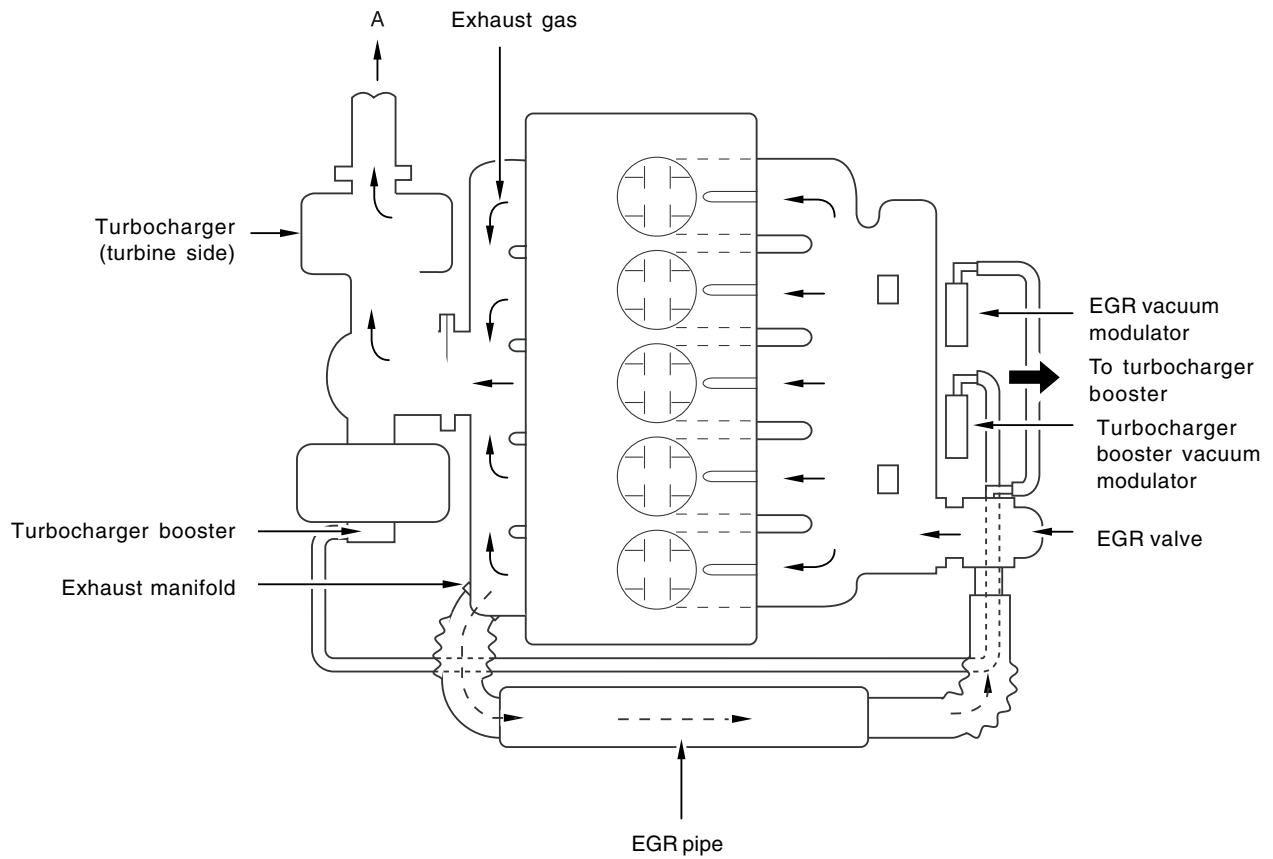 A
Exhaust gas
Turbocharger
(turbine side)
EGR vacuum
modulator
To turbocharger
booster
Turbocharger
booster vacuum
modulator
Turbocharger booster
EGR valve
Exhaust manifold
EGR pipe